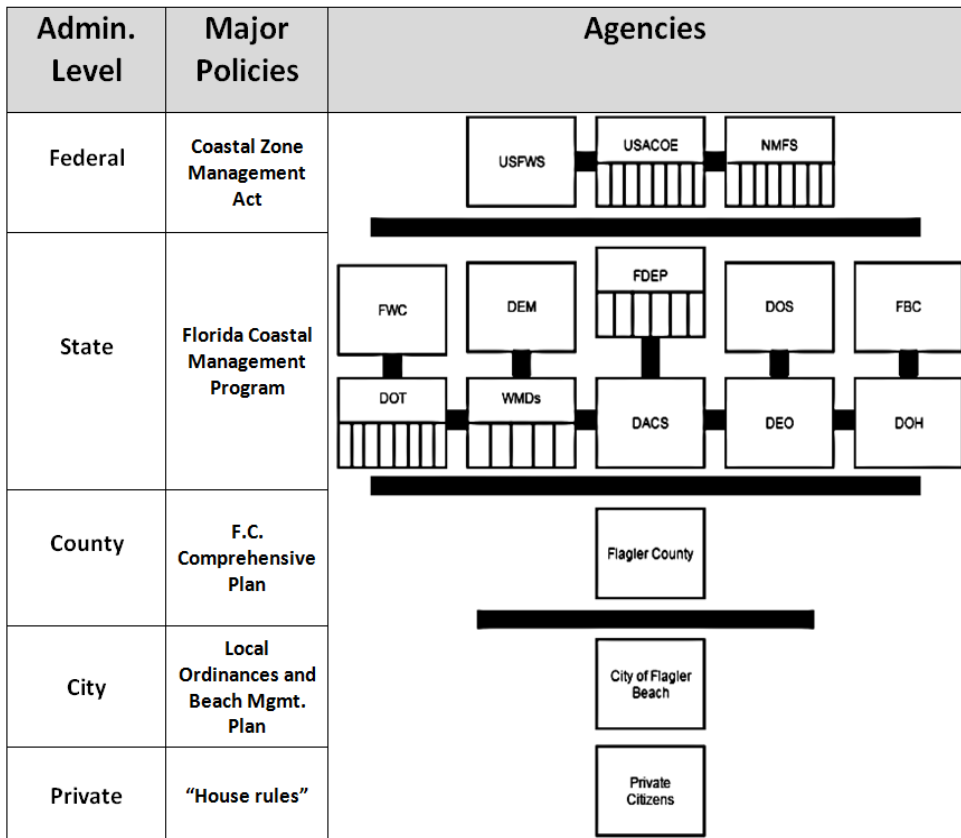 Admin.
Level
Major
Policies
Agencies
Federal
Coastal Zone
Management
Act
USFWS
USACOE
NMFS
State
Florida Coastal
Management
Program
FWC
DEM
FDEP
DOS
FBC
DOT
WMDs
DACS
DEO
DOH
County
F.C.
Comprehensive
Plan
Flagler County
City
Local
Ordinances and
Beach Mgmt.
Plan
City of Flagler
Beach
Private
“House rules”
Private
Citizens